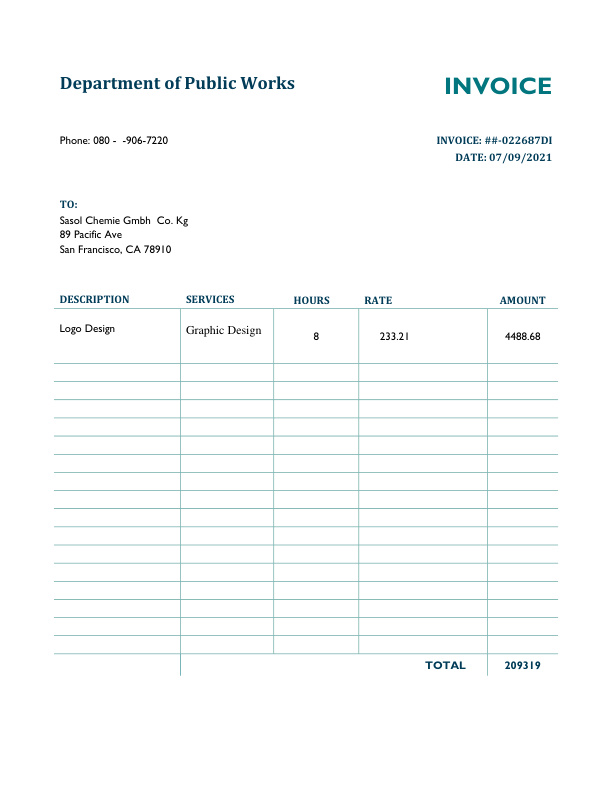 Department of Public Works
INVOICE
Phone: 080 -  -906-7220
INVOICE: ##-022687DI
DATE: 07/09/2021
TO:
Sasol Chemie Gmbh  Co. Kg
89 Pacific Ave
San Francisco, CA 78910
DESCRIPTION SERVICES HOURS RATE AMOUNT
Logo Design Graphic Design 8 233.21 4488.68
TOTAL 209319